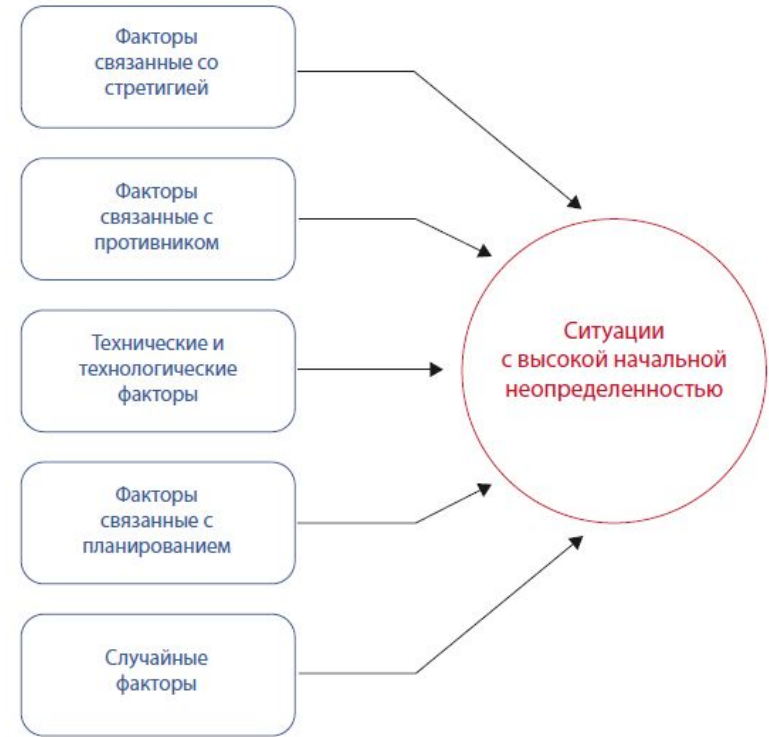 Факторы
связанные со
стретигией
Факторы
связанные с
противником
Технические и
технологические
факторы
Факторы
связанные с
планированием
Случайные
факторы
Ситуации
с высокой начальной
неопределенностью